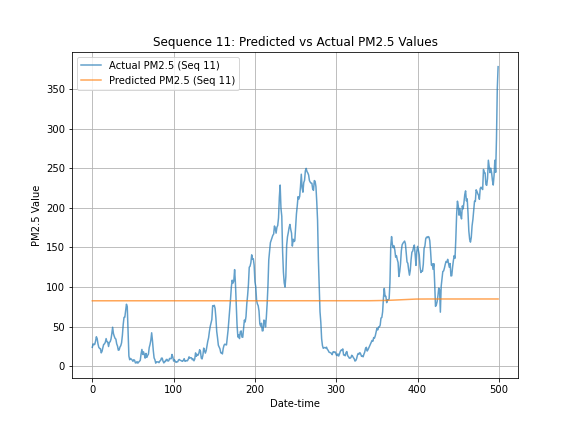 Sequence 11: Predicted vs Actual PM2.5 Values
Actual PM2.5 (Seq 11)
Predicted PM2.5 (Seq 11)
PM2.5 Value
350
300
250
200
150
100
50
0
0 100 200 300 400 500
Date-time